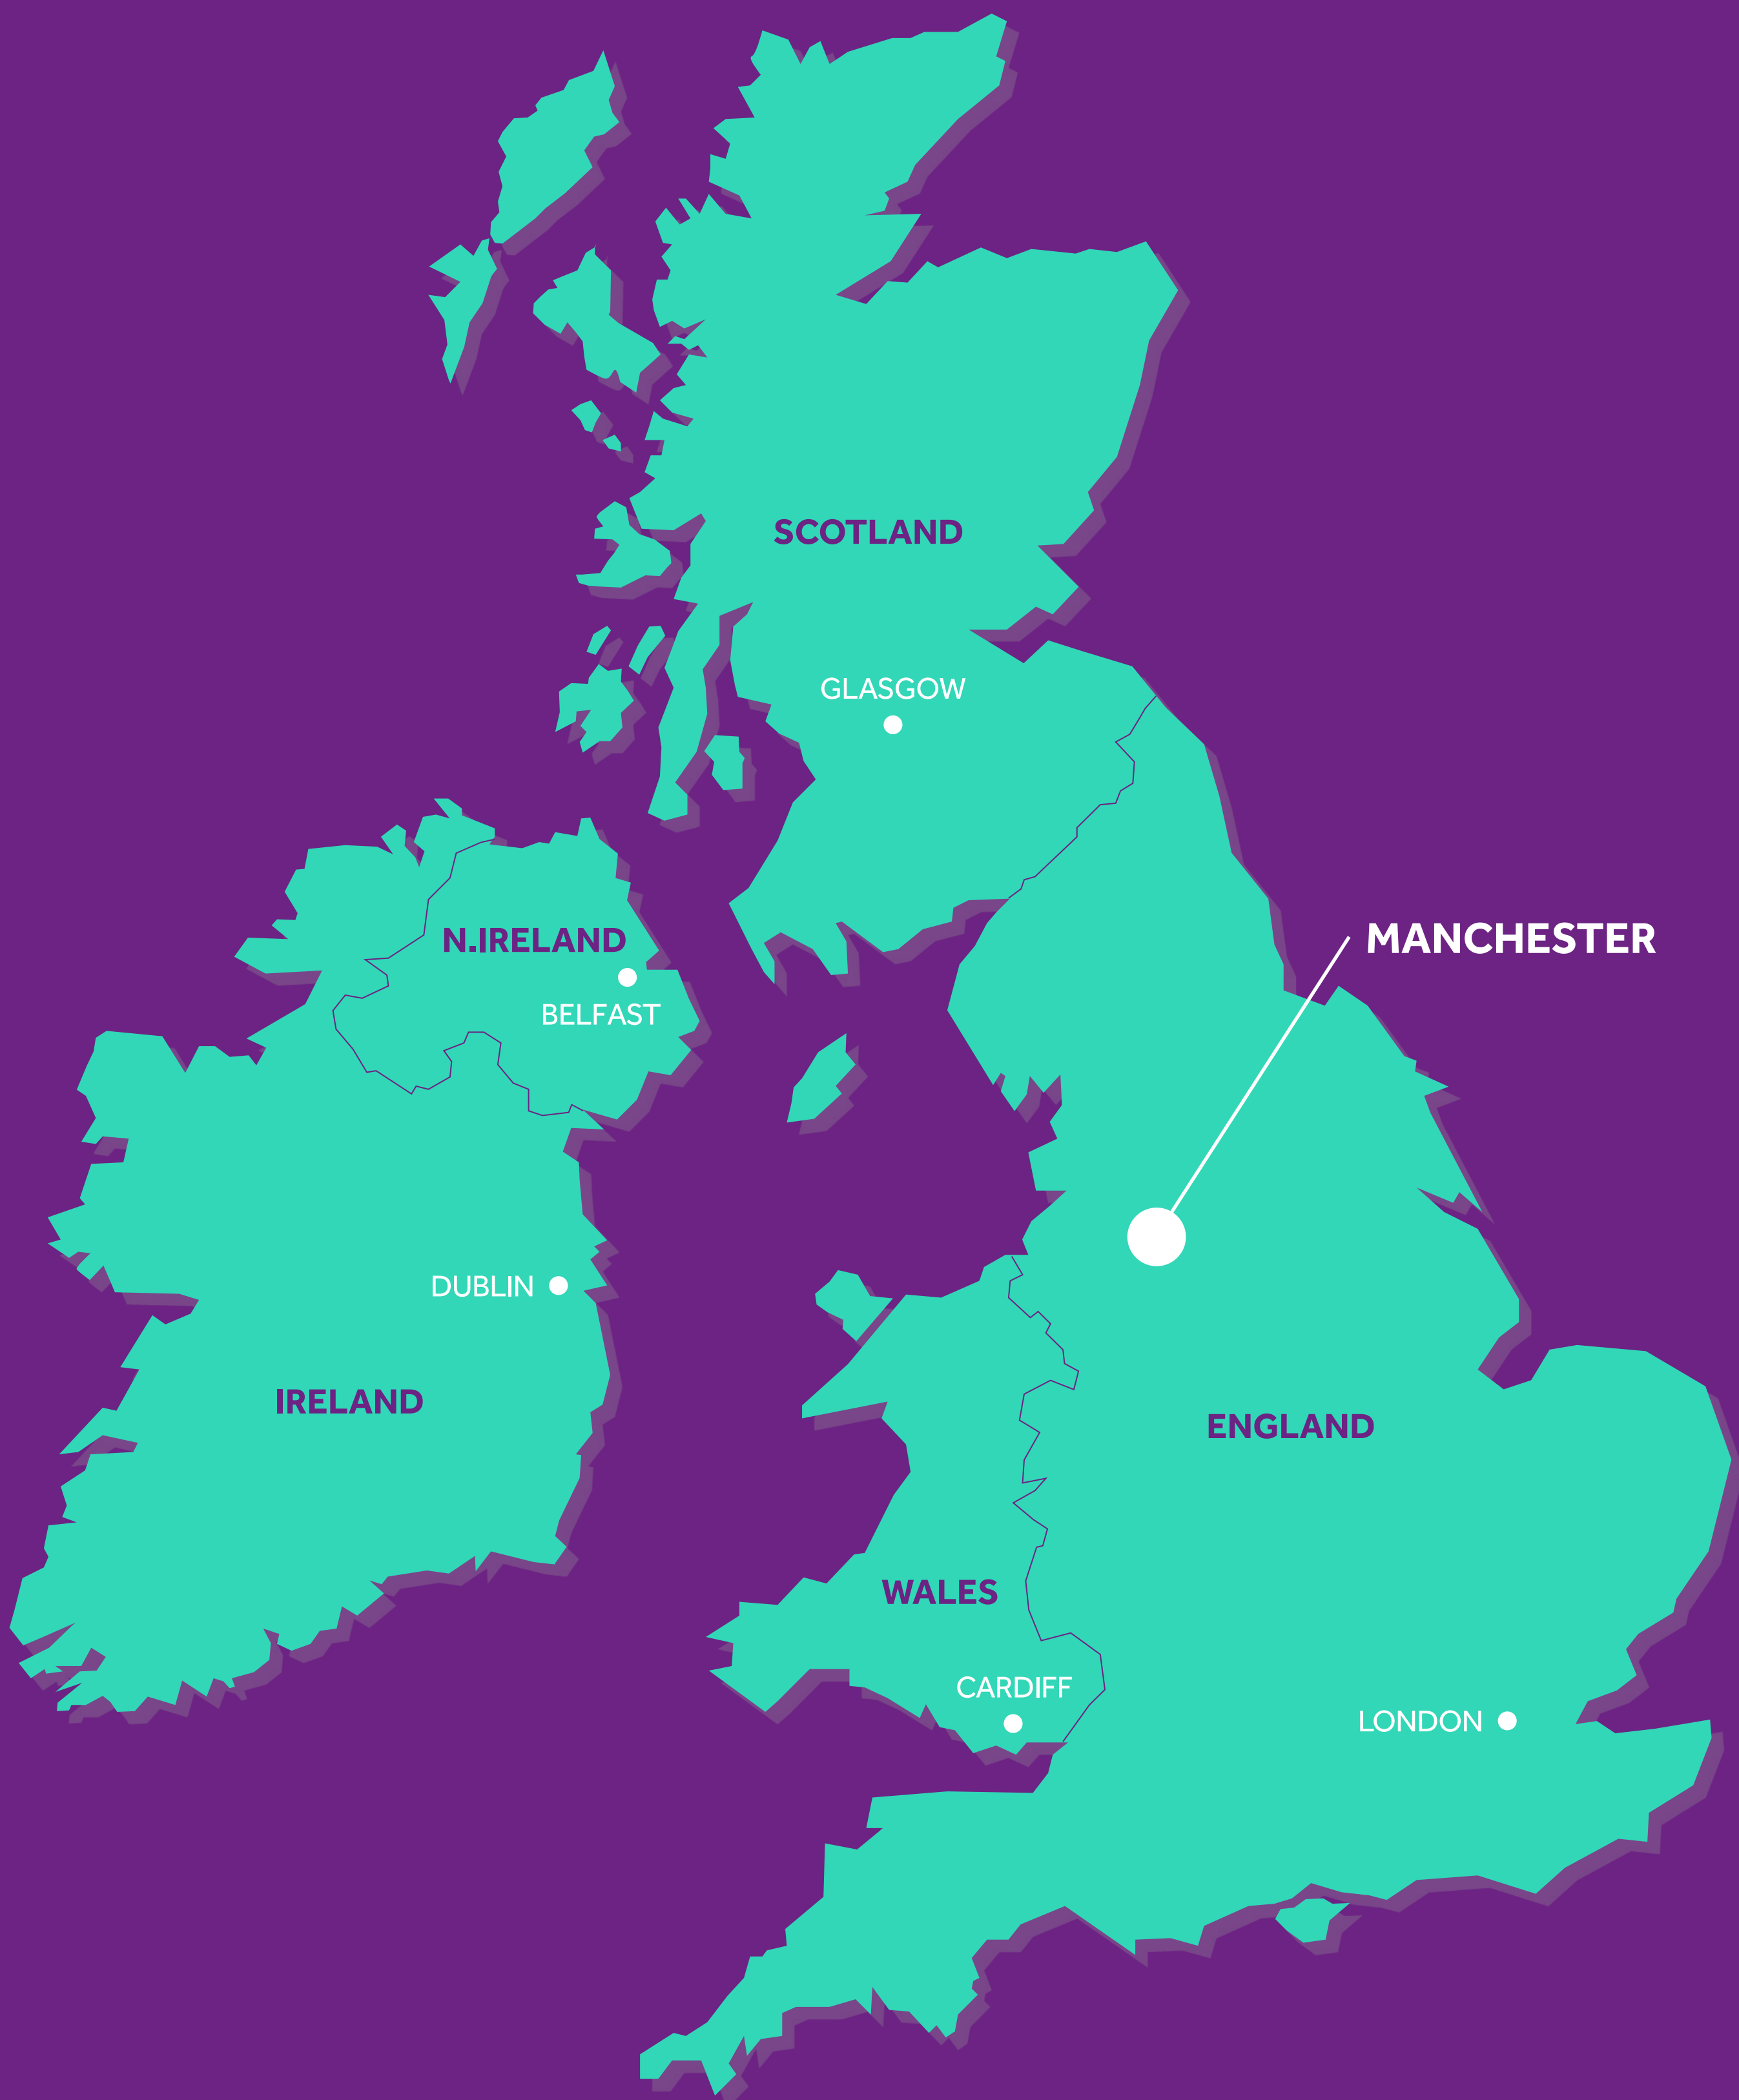 SCOTLAND
GLASGOW
MANCHESTER
N.IRELAND
BELFAST
DUBLIN
IRELAND
ENGLAND
WALES
CARDIFF
LONDON